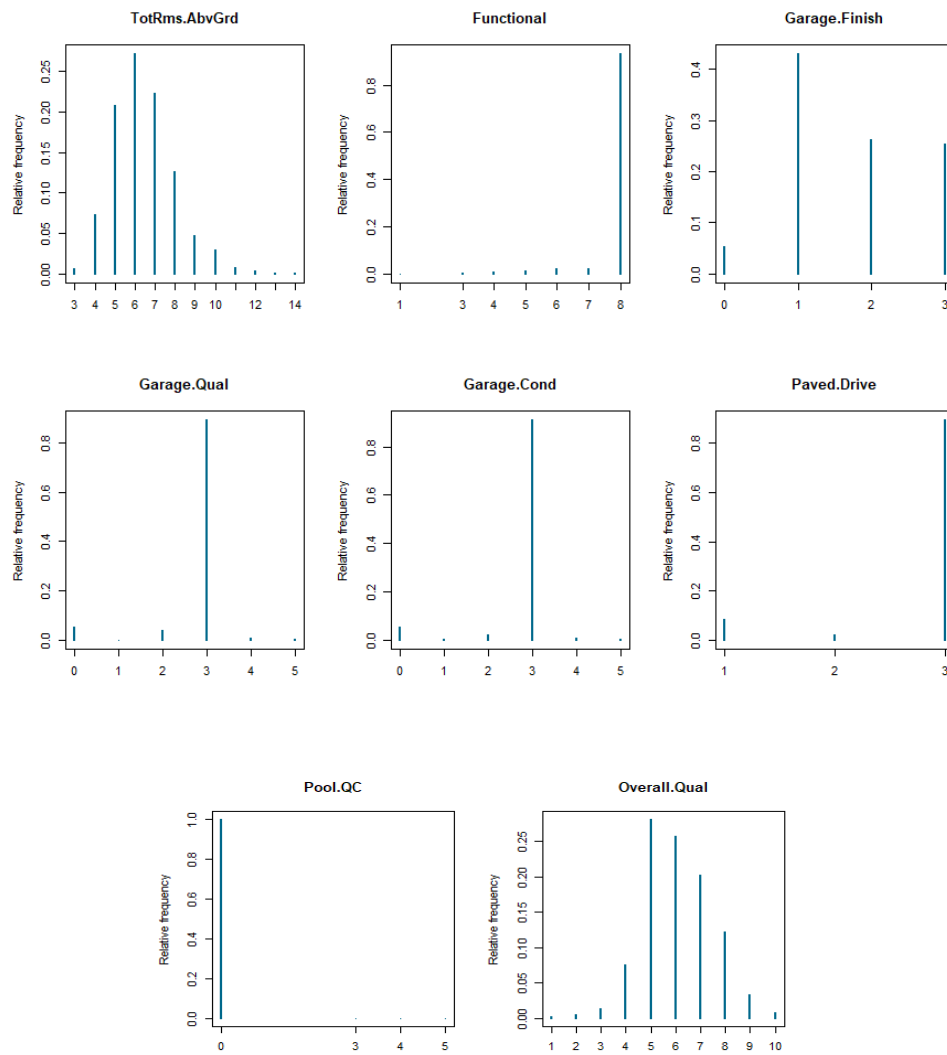 TotRms.AbvGrd
Relative frequency
0.00 0.05 0.10 0.15 0.20 0.25
3 4 5 6 7 8 9 10 12 14
Functional
Relative frequency
0.0 0.2 0.4 0.6 0.8
1 3 4 5 6 7 8
Garage.Finish
Relative frequency
0.0 0.1 0.2 0.3 0.4
0 1 2 3
Garage.Qual
Relative frequency
0.0 0.2 0.4 0.6 0.8
0 1 2 3 4 5
Garage.Cond
Relative frequency
0.0 0.2 0.4 0.6 0.8
0 1 2 3 4 5
Paved.Drive
Relative frequency
0.0 0.2 0.4 0.6 0.8
1 2 3
Pool.QC
Relative frequency
0.0 0.2 0.4 0.6 0.8 1.0
0 3 4 5
Overall.Qual
Relative frequency
0.00 0.05 0.10 0.15 0.20 0.25
1 2 3 4 5 6 7 8 9 10